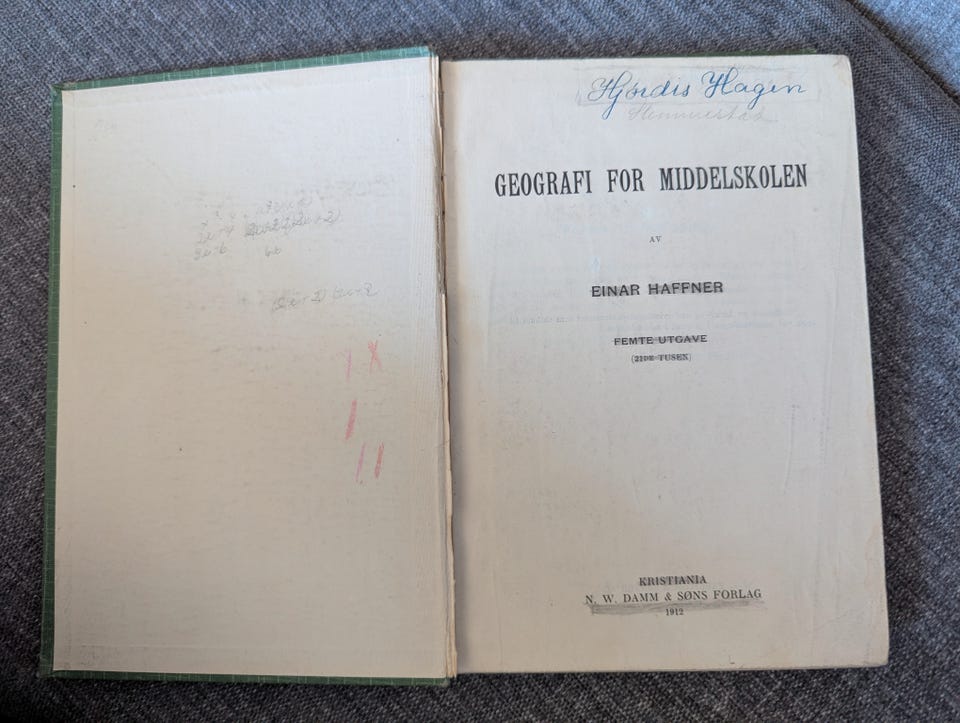 Hjørdis Hagen
GEOGRAFI FOR MIDDELSKOLEN
AV
EINAR HAFFNER
FEMTE UTGAVE
(21DE TUSEN)
KRISTIANIA
N. W. DAMM & SØNS FORLAG
1912